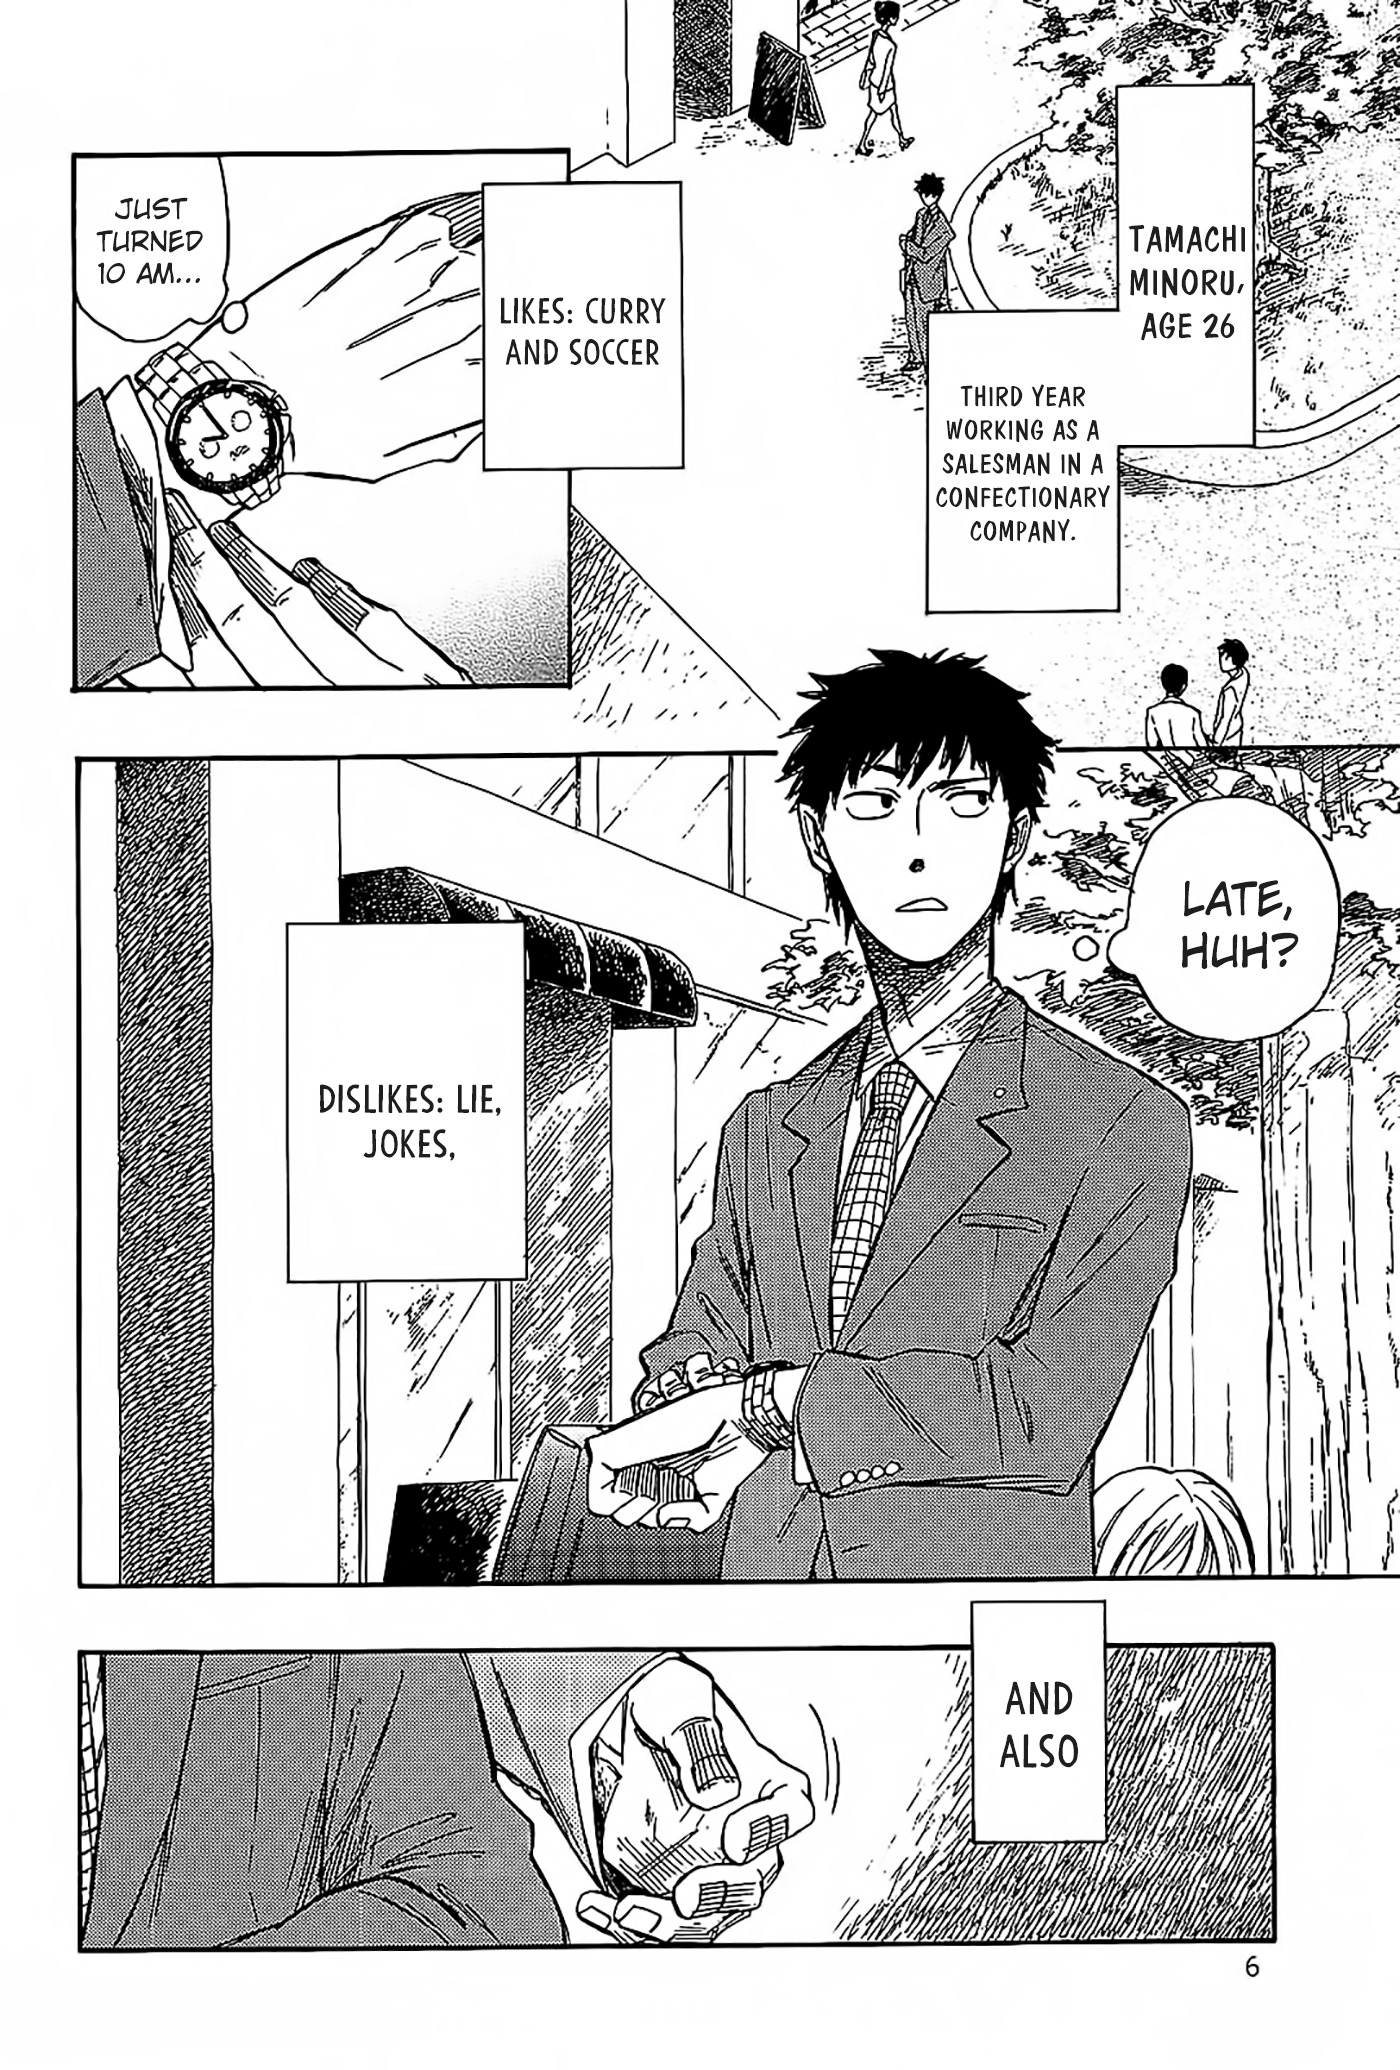 TAMACHI
MINORU,
AGE 26
THIRD YEAR
WORKING AS A
SALESMAN IN A
CONFECTIONARY
COMPANY.
LIKES: CURRY
AND SOCCER
JUST
TURNED
10 AM...
LATE,
HUH?
DISLIKES: LIE,
JOKES,
AND
ALSO
6